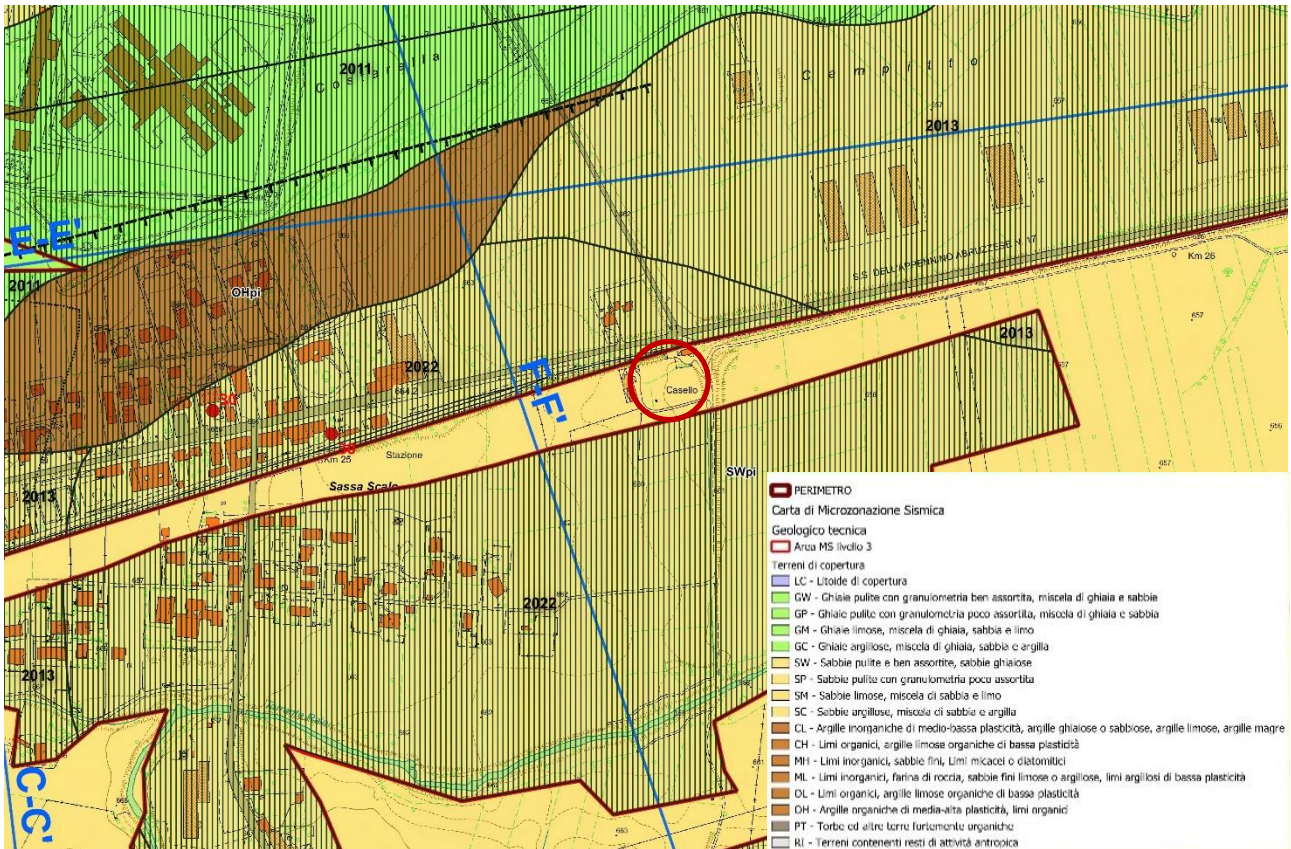 2011
Costarella
Campitto
2013
E-E'
2011
OHpi
S.S. DELL'APPENNINO ABRUZZESE N. 17
Km 26
2022
F-F'
2013
Casello
Km 25
Stazione
Sassa Scalo
2013
SWpi
2022
2013
C-C'
PERIMETRO
Carta di Microzonazione Sismica
Geologico tecnica
Area MS livello 3
Terreni di copertura
LC - Litoide di copertura
GW - Ghiaie pulite con granulometria ben assortita, miscela di ghiaia e sabbie
GP - Ghiaie pulite con granulometria poco assortita, miscela di ghiaia e sabbia
GM - Ghiaie limose, miscela di ghiaia, sabbia e limo
GC - Ghiaie argillose, miscela di ghiaia, sabbia e argilla
SW - Sabbie pulite e ben assortite, sabbie ghiaiose
SP - Sabbie pulite con granulometria poco assortita
SM - Sabbie limose, miscela di sabbia e limo
SC - Sabbie argillose, miscela di sabbia e argilla
CL - Argille inorganiche di medio-bassa plasticità, argille ghiaiose o sabbiose, argille limose, argille magre
CH - Limi organici, argille limose organiche di bassa plasticità
MH - Limi inorganici, sabbie fini, Limi micacei o diatomitici
ML - Limi inorganici, farina di roccia, sabbie fini limose o argillose, limi argillosi di bassa plasticità
OL - Limi organici, argille limose organiche di bassa plasticità
OH - Argille organiche di media-alta plasticità, limi organici
PT - Torbe ed altre terre fortemente organiche
RI - Terreni contenenti resti di attività antropica